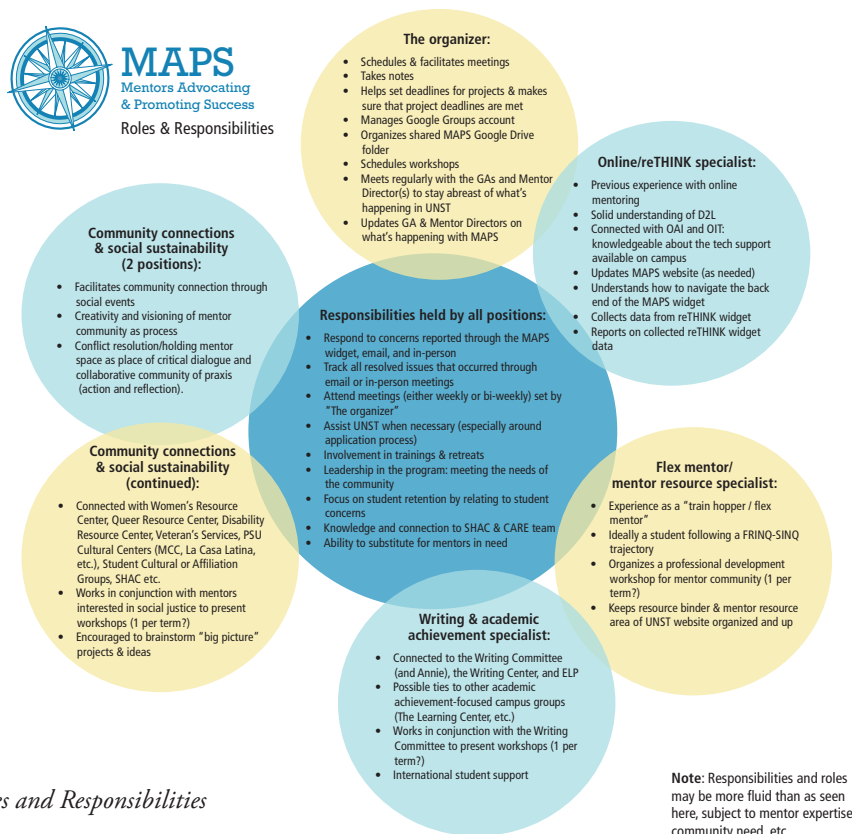 MAPS
Mentors Advocating
& Promoting Success
Roles & Responsibilities
The organizer:
• Schedules & facilitates meetings
• Takes notes
• Helps set deadlines for projects & makes
sure that project deadlines are met
• Manages Google Groups account
• Organizes shared MAPS Google Drive
folder
• Schedules workshops
• Meets regularly with the GAs and Mentor
Director(s) to stay abreast of what's
happening in UNST
• Updates GA & Mentor Directors on
what's happening with MAPS
Online/reTHINK specialist:
• Previous experience with online
mentoring
• Solid understanding of D2L
• Connected with OAI and OIT:
knowledgeable about the tech support
available on campus
• Updates MAPS website (as needed)
• Understands how to navigate the back
end of the MAPS widget
• Collects data from reTHINK widget
• Reports on collected reTHINK widget
data
Community connections
& social sustainability
(2 positions):
• Facilitates community connection through
social events
• Creativity and visioning of mentor
community as process
• Conflict resolution/holding mentor
space as place of critical dialogue and
collaborative community of praxis
(action and reflection).
Responsibilities held by all positions:
• Respond to concerns reported through the MAPS
widget, email, and in-person
• Track all resolved issues that occurred through
email or in-person meetings
• Attend meetings (either weekly or bi-weekly) set by
"The organizer"
• Assist UNST when necessary (especially around
application process)
• Involvement in trainings & retreats
• Leadership in the program: meeting the needs of
the community
• Focus on student retention by relating to student
concerns
• Knowledge and connection to SHAC & CARE team
• Ability to substitute for mentors in need
Community connections
& social sustainability
(continued):
• Connected with Women's Resource
Center, Queer Resource Center, Disability
Resource Center, Veteran's Services, PSU
Cultural Centers (MCC, La Casa Latina,
etc.), Student Cultural or Affiliation
Groups, SHAC etc.
• Works in conjunction with mentors
interested in social justice to present
workshops (1 per term?)
• Encouraged to brainstorm "big picture"
projects & ideas
Flex mentor/
mentor resource specialist:
• Experience as a "train hopper / flex
mentor"
• Ideally a student following a FRINQ-SINQ
trajectory
• Organizes a professional development
workshop for mentor community (1 per
term?)
• Keeps resource binder & mentor resource
area of UNST website organized and up
Writing & academic
achievement specialist:
• Connected to the Writing Committee
(and Annie), the Writing Center, and ELP
• Possible ties to other academic
achievement-focused campus groups
(The Learning Center, etc.)
• Works in conjunction with the Writing
Committee to present workshops (1 per
term?)
• International student support
es and Responsibilities
Note: Responsibilities and roles
may be more fluid than as seen
here, subject to mentor expertise
community need, etc